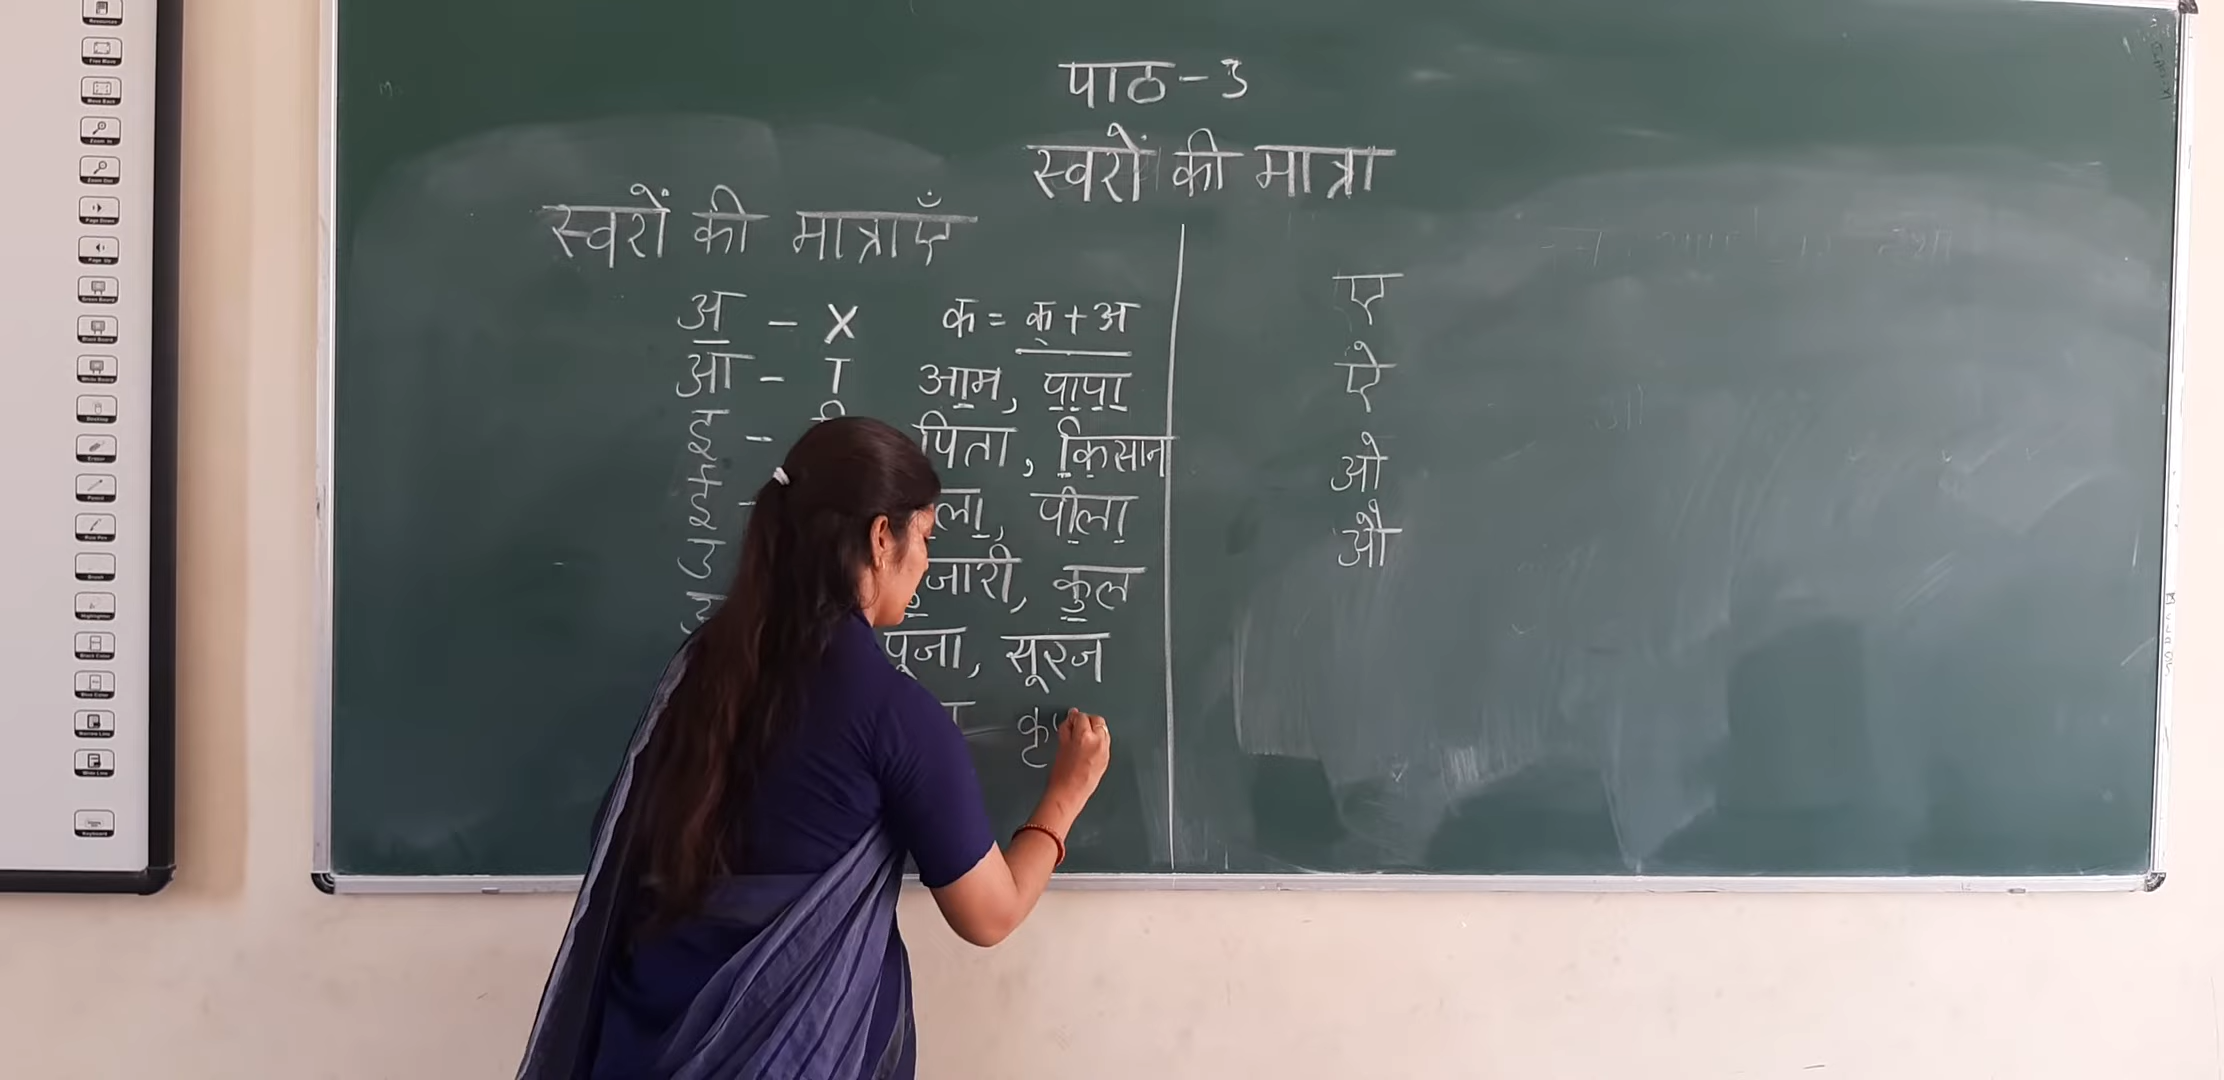 पाठ-3
स्वरों की मात्रा
स्वरों की मात्राएँ
अ - X क = क् + अ
आ - ा आम, पापा
इ - पिता, किसान
ई - पीला
उ जारी, कुल
पूजा, सूरज
ए
ऐ
ओ
औ